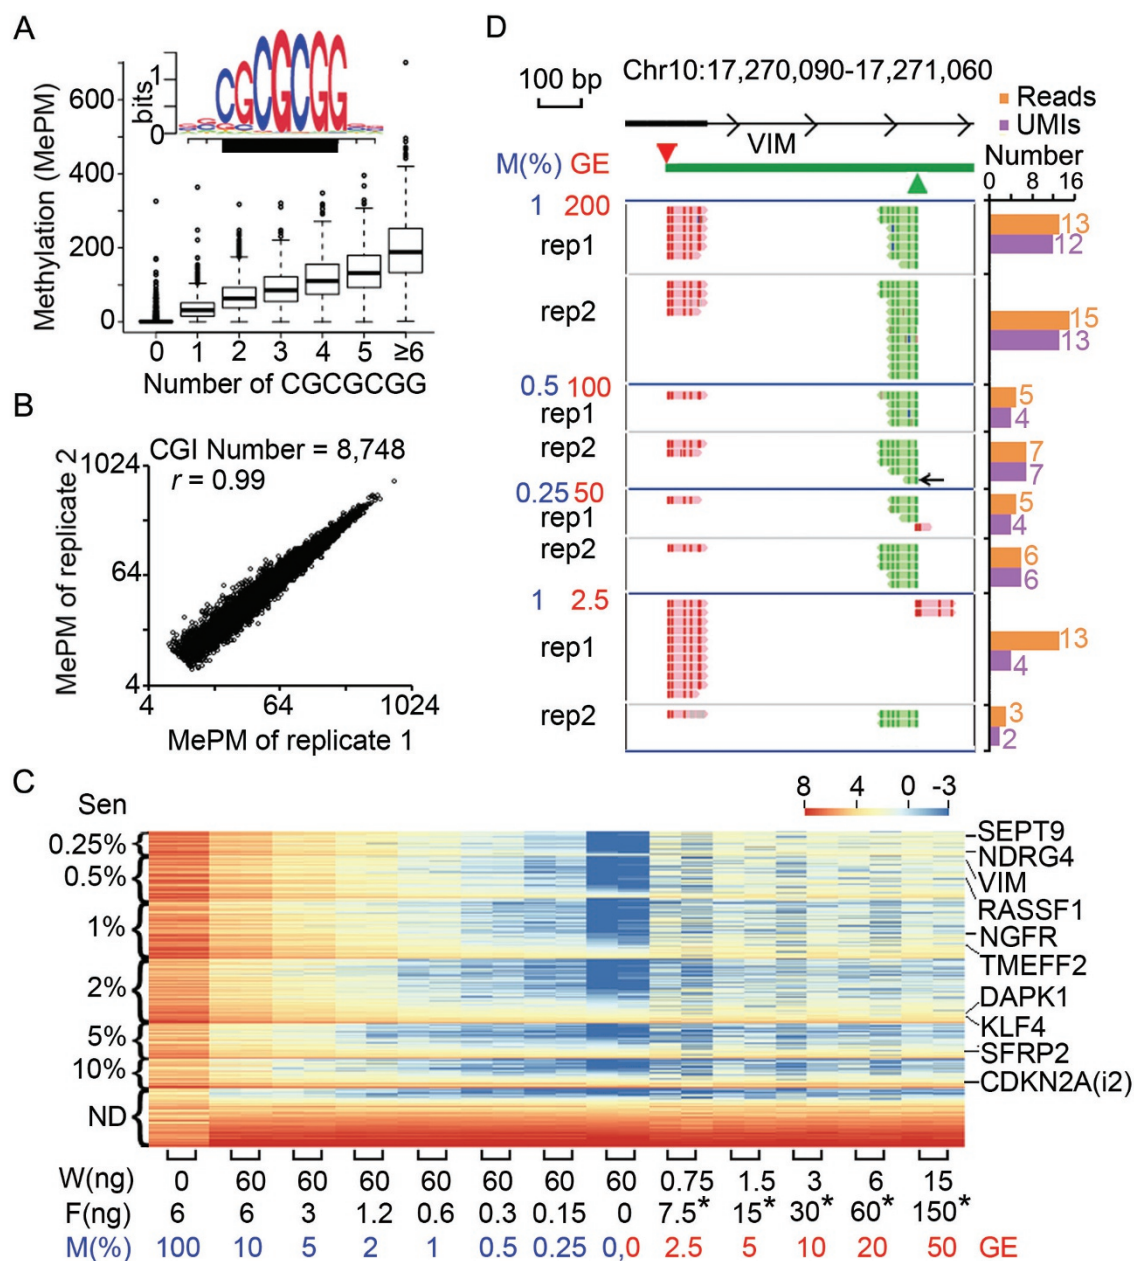 A
bits
1
0
CGCGCGG
Methylation (MePM)
600
400
200
0
0 1 2 3 4 5 ≥6
Number of CGCGCGG
B
CGI Number = 8,748
r = 0.99
MePM of replicate 2
1024
64
4
4 64 1024
MePM of replicate 1
D
100 bp
Chr10:17,270,090-17,271,060
Reads
UMIs
VIM
Number
0 4 8 16
M(%) GE
1 200
rep1
13
12
rep2
15
13
0.5 100
rep1
5
4
rep2
7
7
0.25 50
rep1
5
4
rep2
6
6
1 2.5
rep1
13
4
rep2
3
2
C
Sen
8 4 0 -3
0.25%
0.5%
1%
2%
5%
10%
ND
SEPT9
NDRG4
VIM
RASSF1
NGFR
TMEFF2
DAPK1
KLF4
SFRP2
CDKN2A(i2)
W(ng) 0 60 60 60 60 60 60 60 0.75 1.5 3 6 15
F(ng) 6 6 3 1.2 0.6 0.3 0.15 0 7.5* 15* 30* 60* 150*
M(%) 100 10 5 2 1 0.5 0.25 0,0 2.5 5 10 20 50 GE